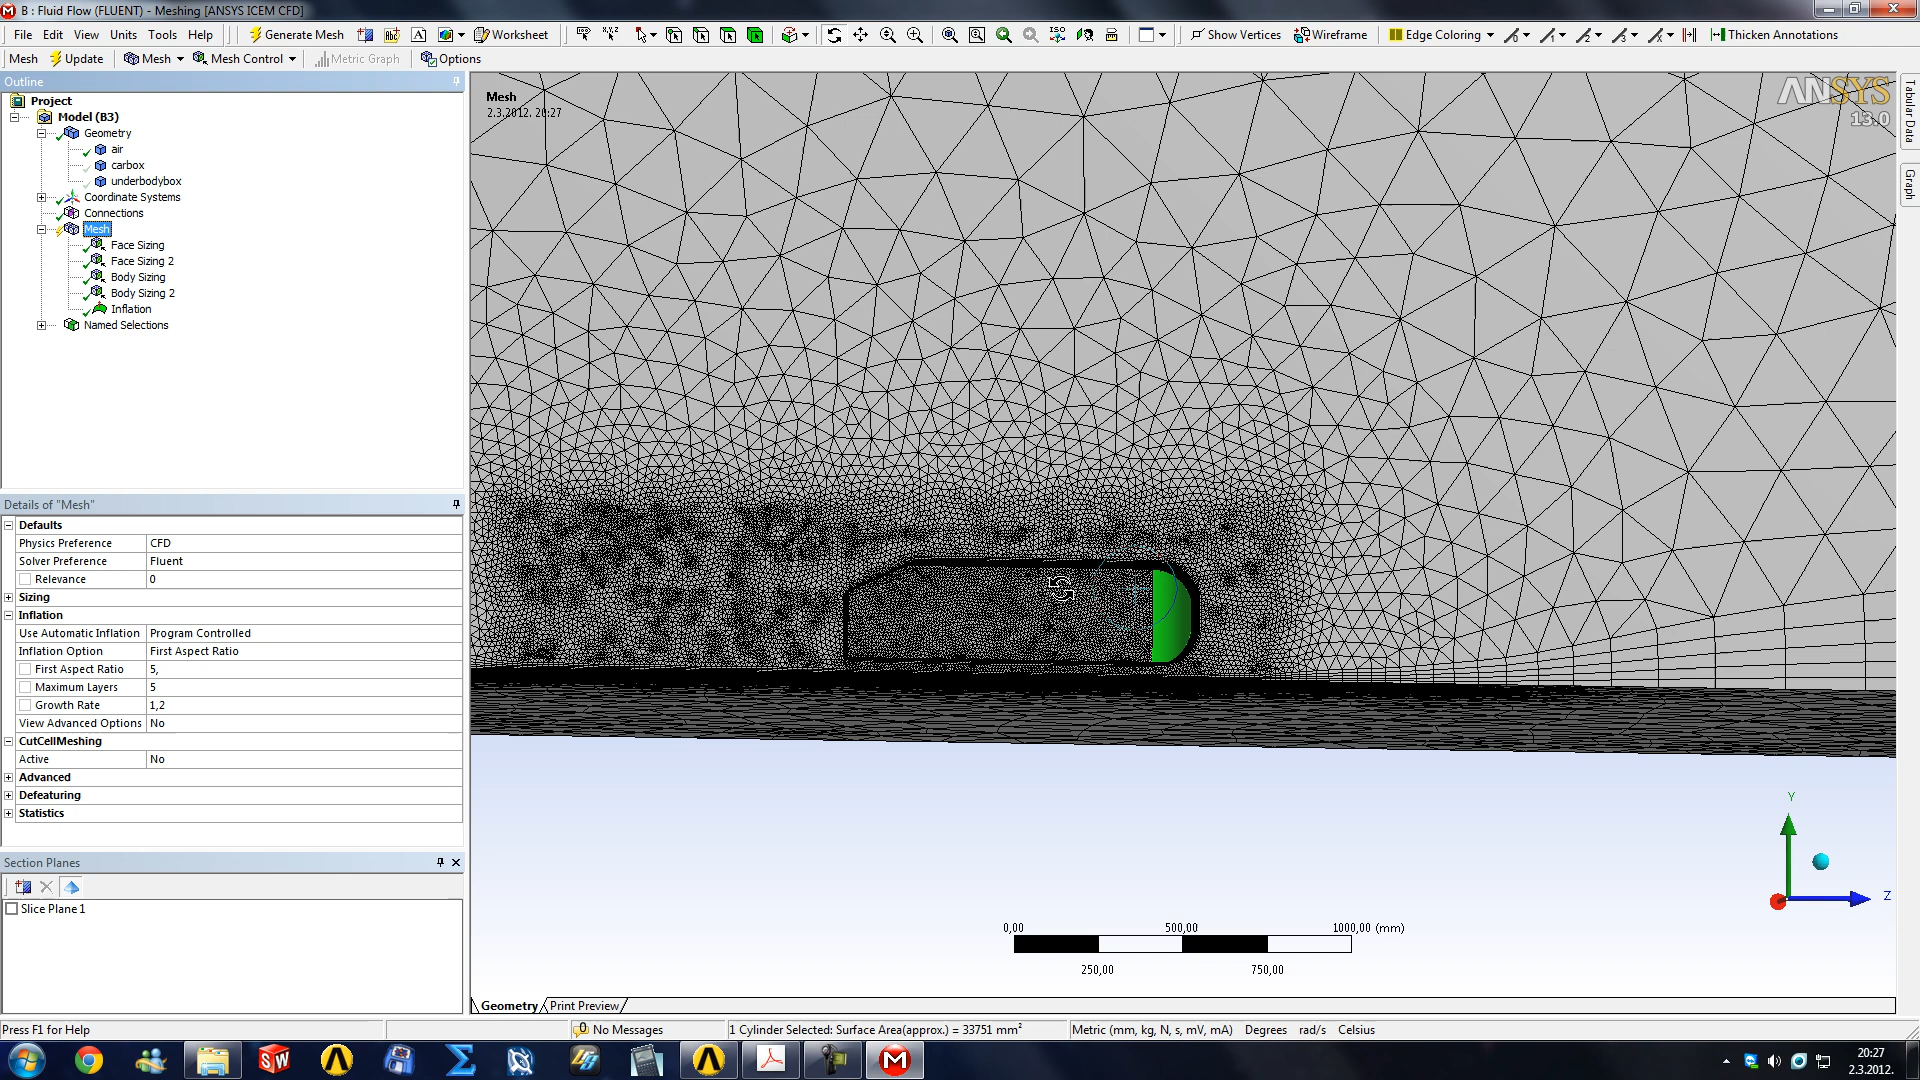 B : Fluid Flow (FLUENT) - Meshing [ANSYS ICEM CFD]
File Edit View Units Tools Help Generate Mesh Worksheet Show Vertices Wireframe Edge Coloring Thicken Annotations
Mesh Update Mesh Mesh Control Metric Graph Options
Outline
Project
Model (B3)
Geometry
air
carbox
underbodybox
Coordinate Systems
Connections
Mesh
Face Sizing
Face Sizing 2
Body Sizing
Body Sizing 2
Inflation
Named Selections
Details of "Mesh"
Defaults
Physics Preference CFD
Solver Preference Fluent
Relevance 0
Sizing
Inflation
Use Automatic Inflation Program Controlled
Inflation Option First Aspect Ratio
First Aspect Ratio 5,
Maximum Layers 5
Growth Rate 1,2
View Advanced Options No
CutCellMeshing
Active No
Advanced
Defeaturing
Statistics
Section Planes
Slice Plane 1
Mesh
2.3.2012. 20:27
ANSYS
13.0
Tabular Data
Graph
Y
Z
0,00 500,00 1000,00 (mm)
250,00 750,00
Geometry Print Preview
Press F1 for Help 0 No Messages 1 Cylinder Selected: Surface Area(approx.) = 33751 mm² Metric (mm, kg, N, s, mV, mA) Degrees rad/s Celsius
20:27
2.3.2012.